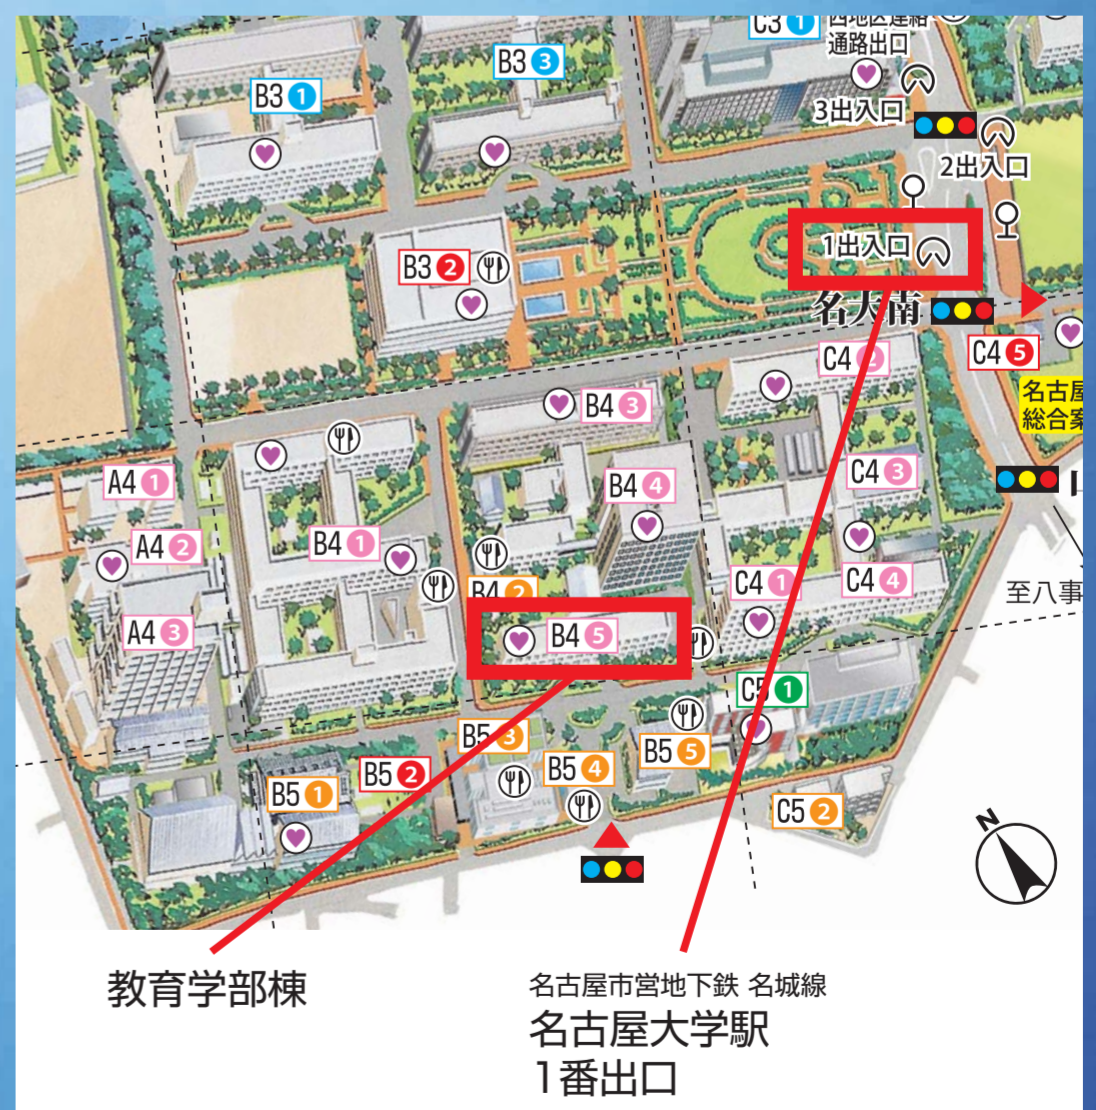 C3 1
西地区連絡
通路出口
B3 3
B3 1
3出入口
2出入口
1出入口
B3 2
名大南
C4 2
C4 5
名古屋
総合案
B4 3
A4 1
B4 4
C4 3
A4 2
B4 1
B4 2
C4 1
C4 4
至八事
A4 3
B4 5
C5 1
B5 3
B5 5
B5 2
B5 4
B5 1
C5 2
N
教育学部棟
名古屋市営地下鉄 名城線
名古屋大学駅
1番出口